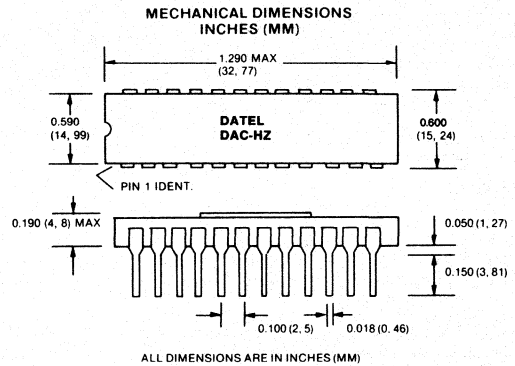 MECHANICAL DIMENSIONS
INCHES (MM)
1.290 MAX
(32, 77)
0.590
(14, 99)
DATEL
DAC-HZ
0.600
(15, 24)
PIN 1 IDENT.
0.190 (4, 8) MAX
0.050 (1, 27)
0.150 (3, 81)
0.100 (2, 5)
0.018 (0. 46)
ALL DIMENSIONS ARE IN INCHES (MM)